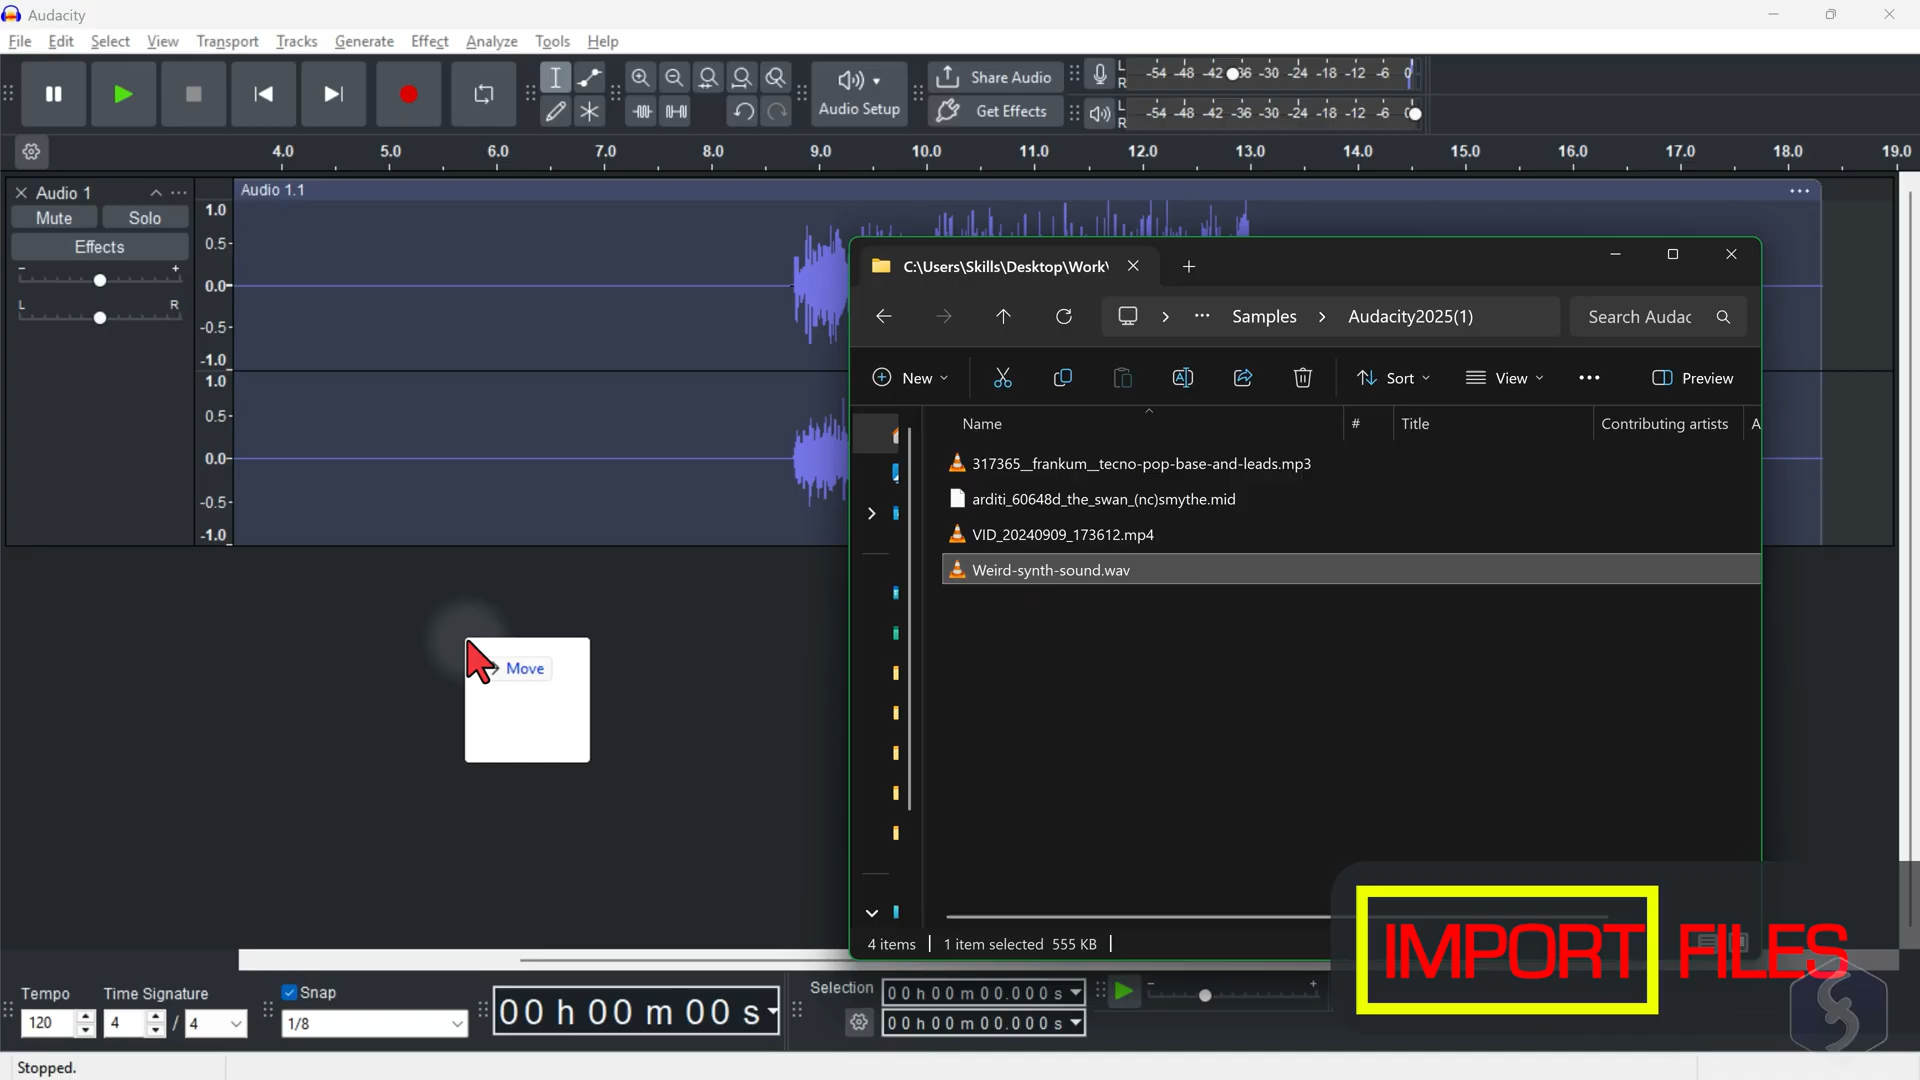 Audacity
File Edit Select View Transport Tracks Generate Effect Analyze Tools Help
Audio Setup
Share Audio
Get Effects
L
R
-54 -48 -42 -36 -30 -24 -18 -12 -6 0
L
R
-54 -48 -42 -36 -30 -24 -18 -12 -6 0
4.0 5.0 6.0 7.0 8.0 9.0 10.0 11.0 12.0 13.0 14.0 15.0 16.0 17.0 18.0 19.0
Audio 1
Mute Solo
Effects
- +
L R
1.0
0.5-
0.0-
-0.5-
-1.0
1.0
0.5-
0.0-
-0.5-
-1.0
Audio 1.1
C:\Users\Skills\Desktop\Work\
Samples > Audacity2025(1)
Search Audac
New
Sort
View
Preview
Name # Title Contributing artists A
317365__frankum__tecno-pop-base-and-leads.mp3
arditi_60648d_the_swan_(nc)smythe.mid
VID_20240909_173612.mp4
Weird-synth-sound.wav
Move
4 items 1 item selected 555 KB
IMPORT FILES
Tempo
120
Time Signature
4 / 4
Snap
1/8
00 h 00 m 00 s
Selection
00 h 00 m 00.000 s
00 h 00 m 00.000 s
- +
Stopped.